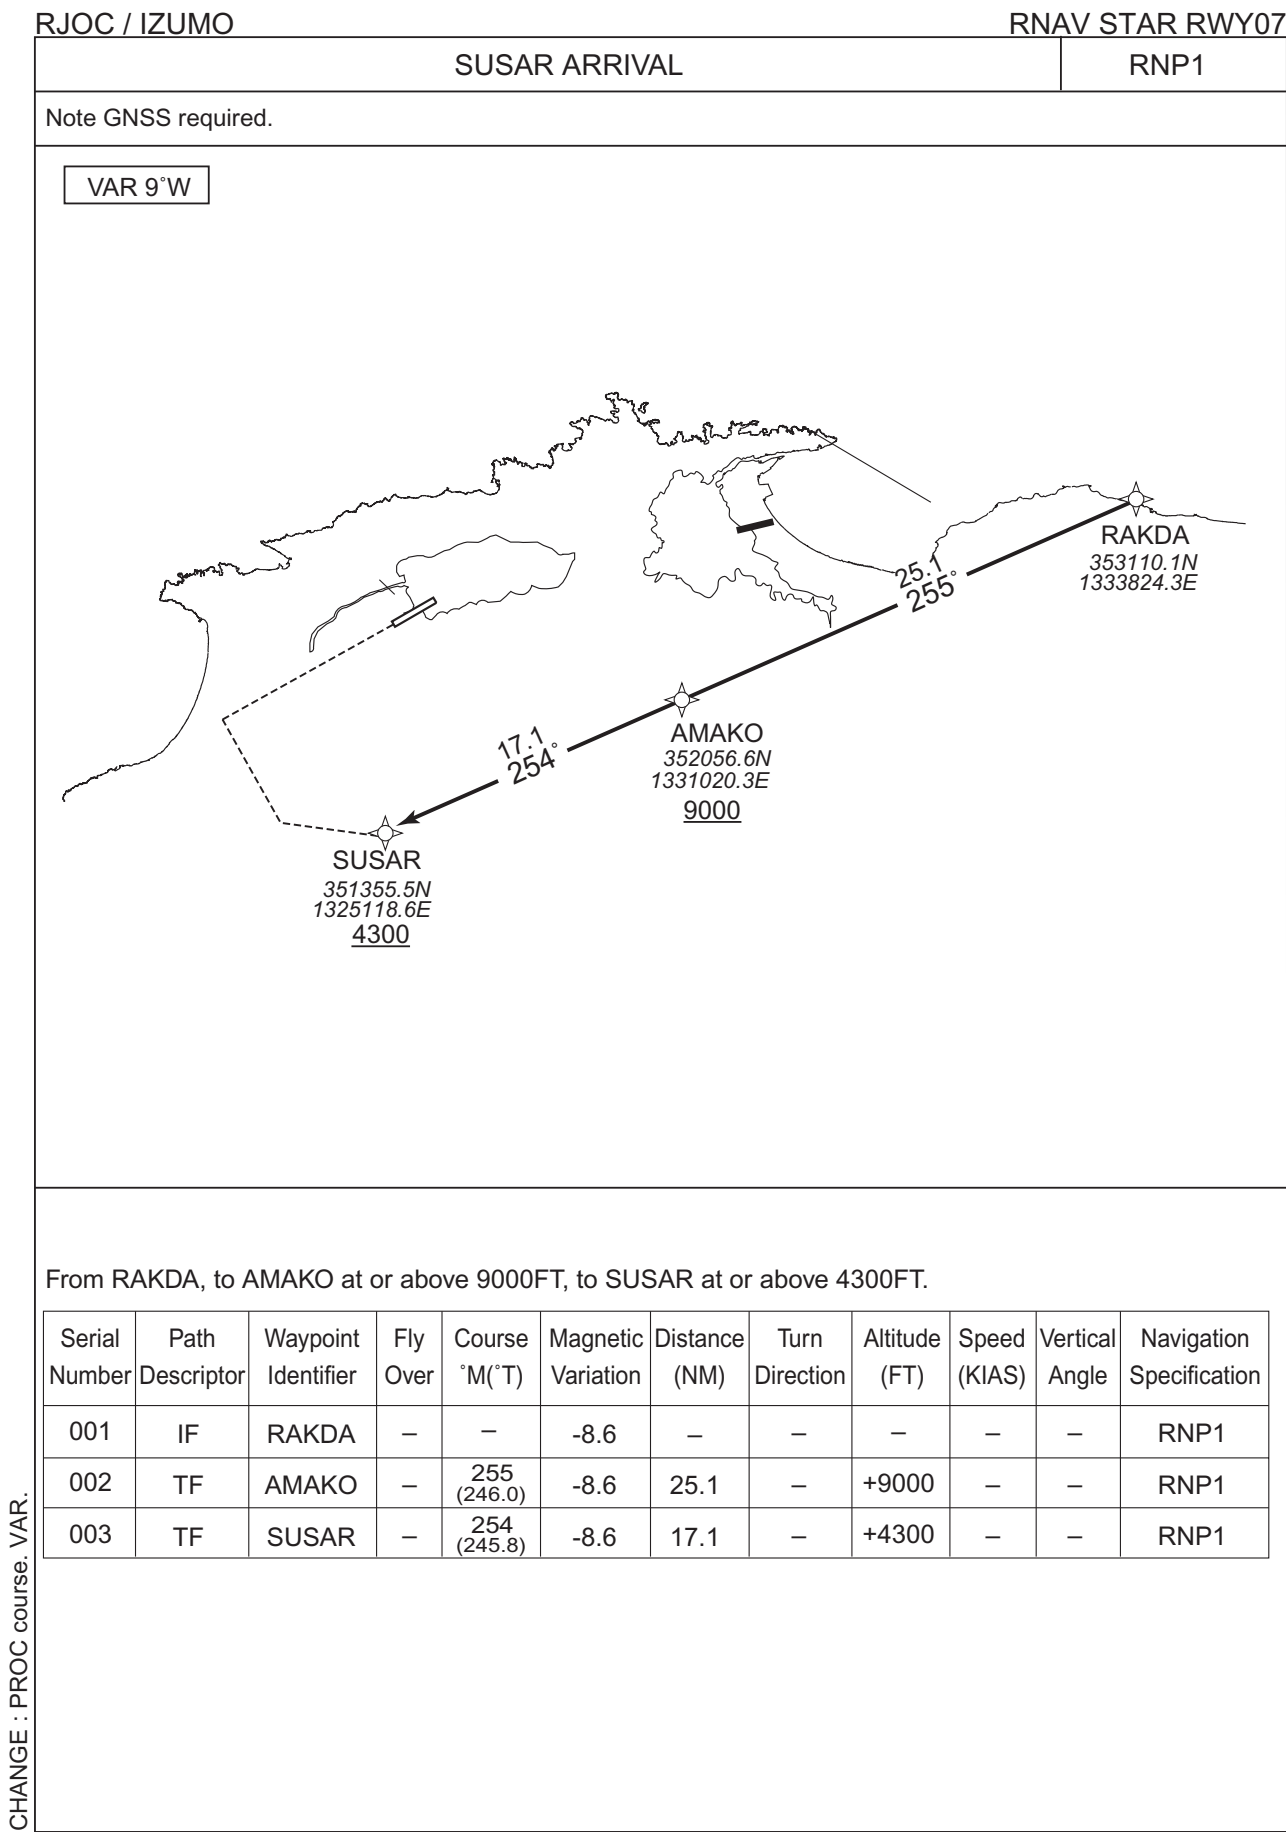 RJOC / IZUMO
RNAV STAR RWY07
SUSAR ARRIVAL
RNP1
Note GNSS required.
VAR 9˚W
RAKDA
353110.1N
1333824.3E
25.1
255˚
AMAKO
352056.6N
1331020.3E
9000
17.1
254˚
SUSAR
351355.5N
1325118.6E
4300
From RAKDA, to AMAKO at or above 9000FT, to SUSAR at or above 4300FT.
Serial Path Waypoint Fly Course Magnetic Distance Turn Altitude Speed Vertical Navigation
Number Descriptor Identifier Over ˚M(˚T) Variation (NM) Direction (FT) (KIAS) Angle Specification
001 IF RAKDA – – -8.6 – – – – – RNP1
002 TF AMAKO – 255 (246.0) -8.6 25.1 – +9000 – – RNP1
003 TF SUSAR – 254 (245.8) -8.6 17.1 – +4300 – – RNP1
CHANGE : PROC course. VAR.